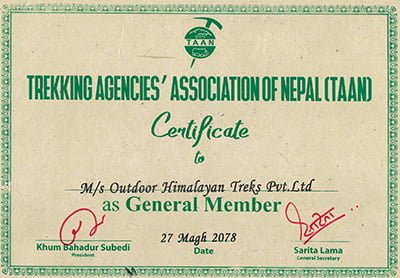 TAAN
TREKKING AGENCIES' ASSOCIATION OF NEPAL (TAAN)
Certificate
to
M/s Outdoor Himalayan Treks Pvt.Ltd
as General Member
Khum Bahadur Subedi
President
27 Magh 2078
Date
Sarita Lama
General Secretary